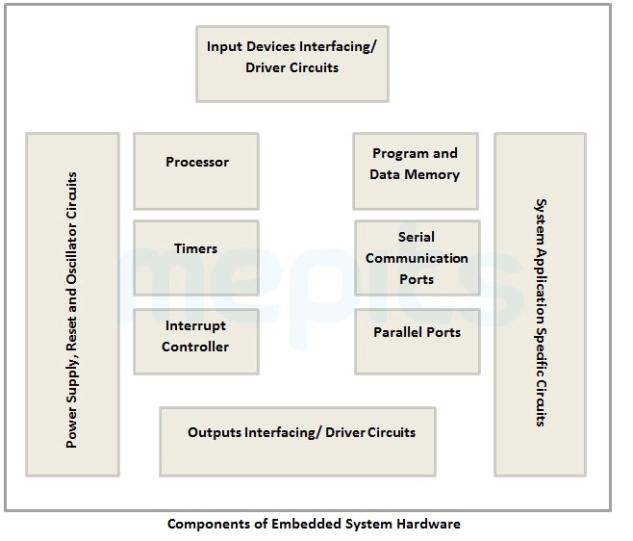 Input Devices Interfacing/
Driver Circuits
Power Supply, Reset and Oscillator Circuits
Processor
Program and
Data Memory
System Application Specific Circuits
Timers
Serial
Communication
Ports
Interrupt
Controller
Parallel Ports
mepits
Outputs Interfacing/ Driver Circuits
Components of Embedded System Hardware